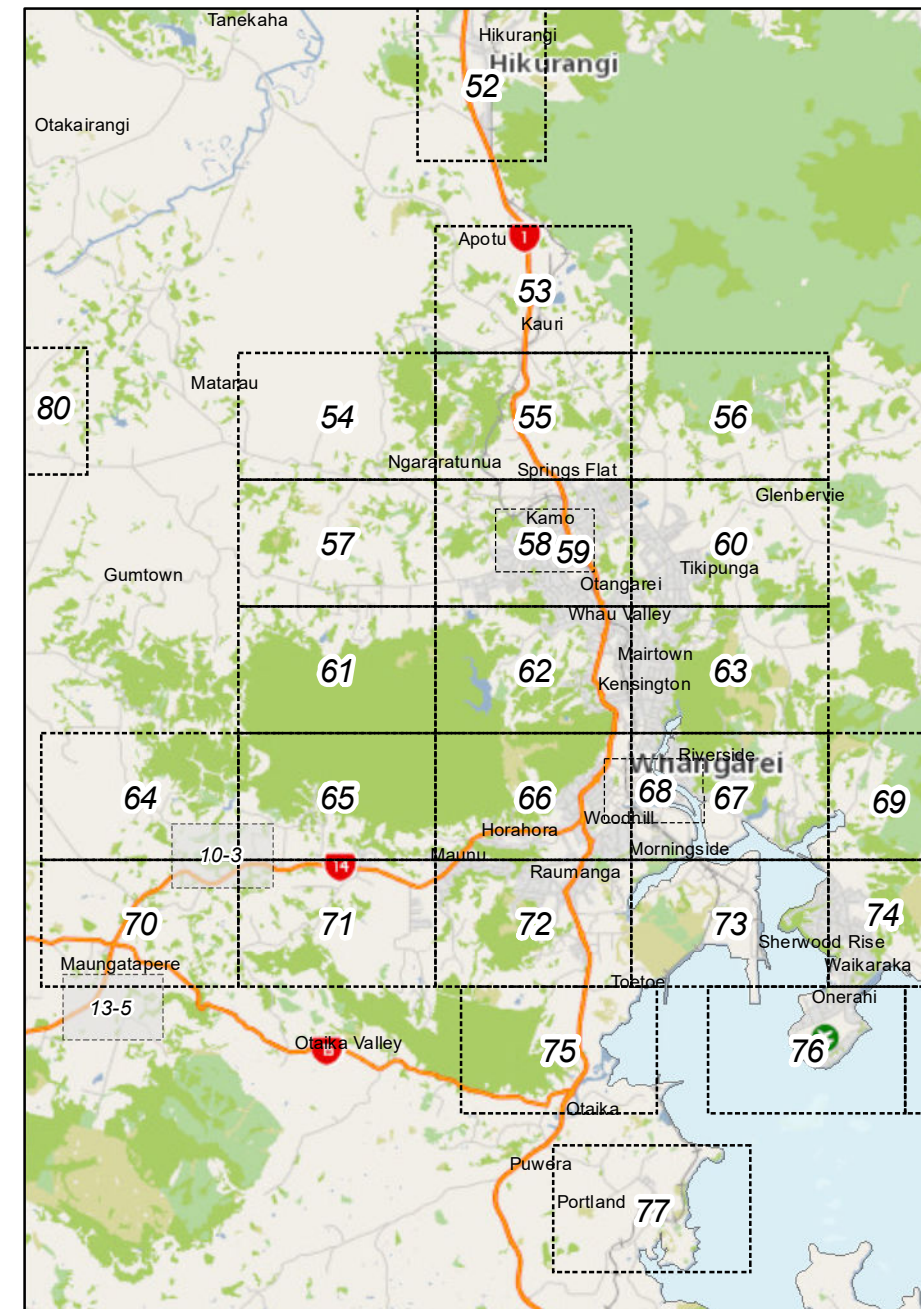 Tanekaha
Hikurangi
Hikurangi
52
Otakairangi
Apotu
1
53
Kauri
Matarau
80
54
55
56
Ngararatunua
Springs Flat
Glenbervie
Kamo
57
58
59
60
Tikipunga
Gumtown
Otangarei
Whau Valley
Mairtown
61
62
63
Kensington
Riverside
Whangarei
64
65
66
68
67
69
Woodhill
Horahora
10-3
Maunu
Morningside
14
Raumanga
70
71
72
73
74
Sherwood Rise
Maungatapere
Waikaraka
Toetoe
13-5
Onerahi
Otaika Valley
75
76
Otaika
Puwera
Portland
77